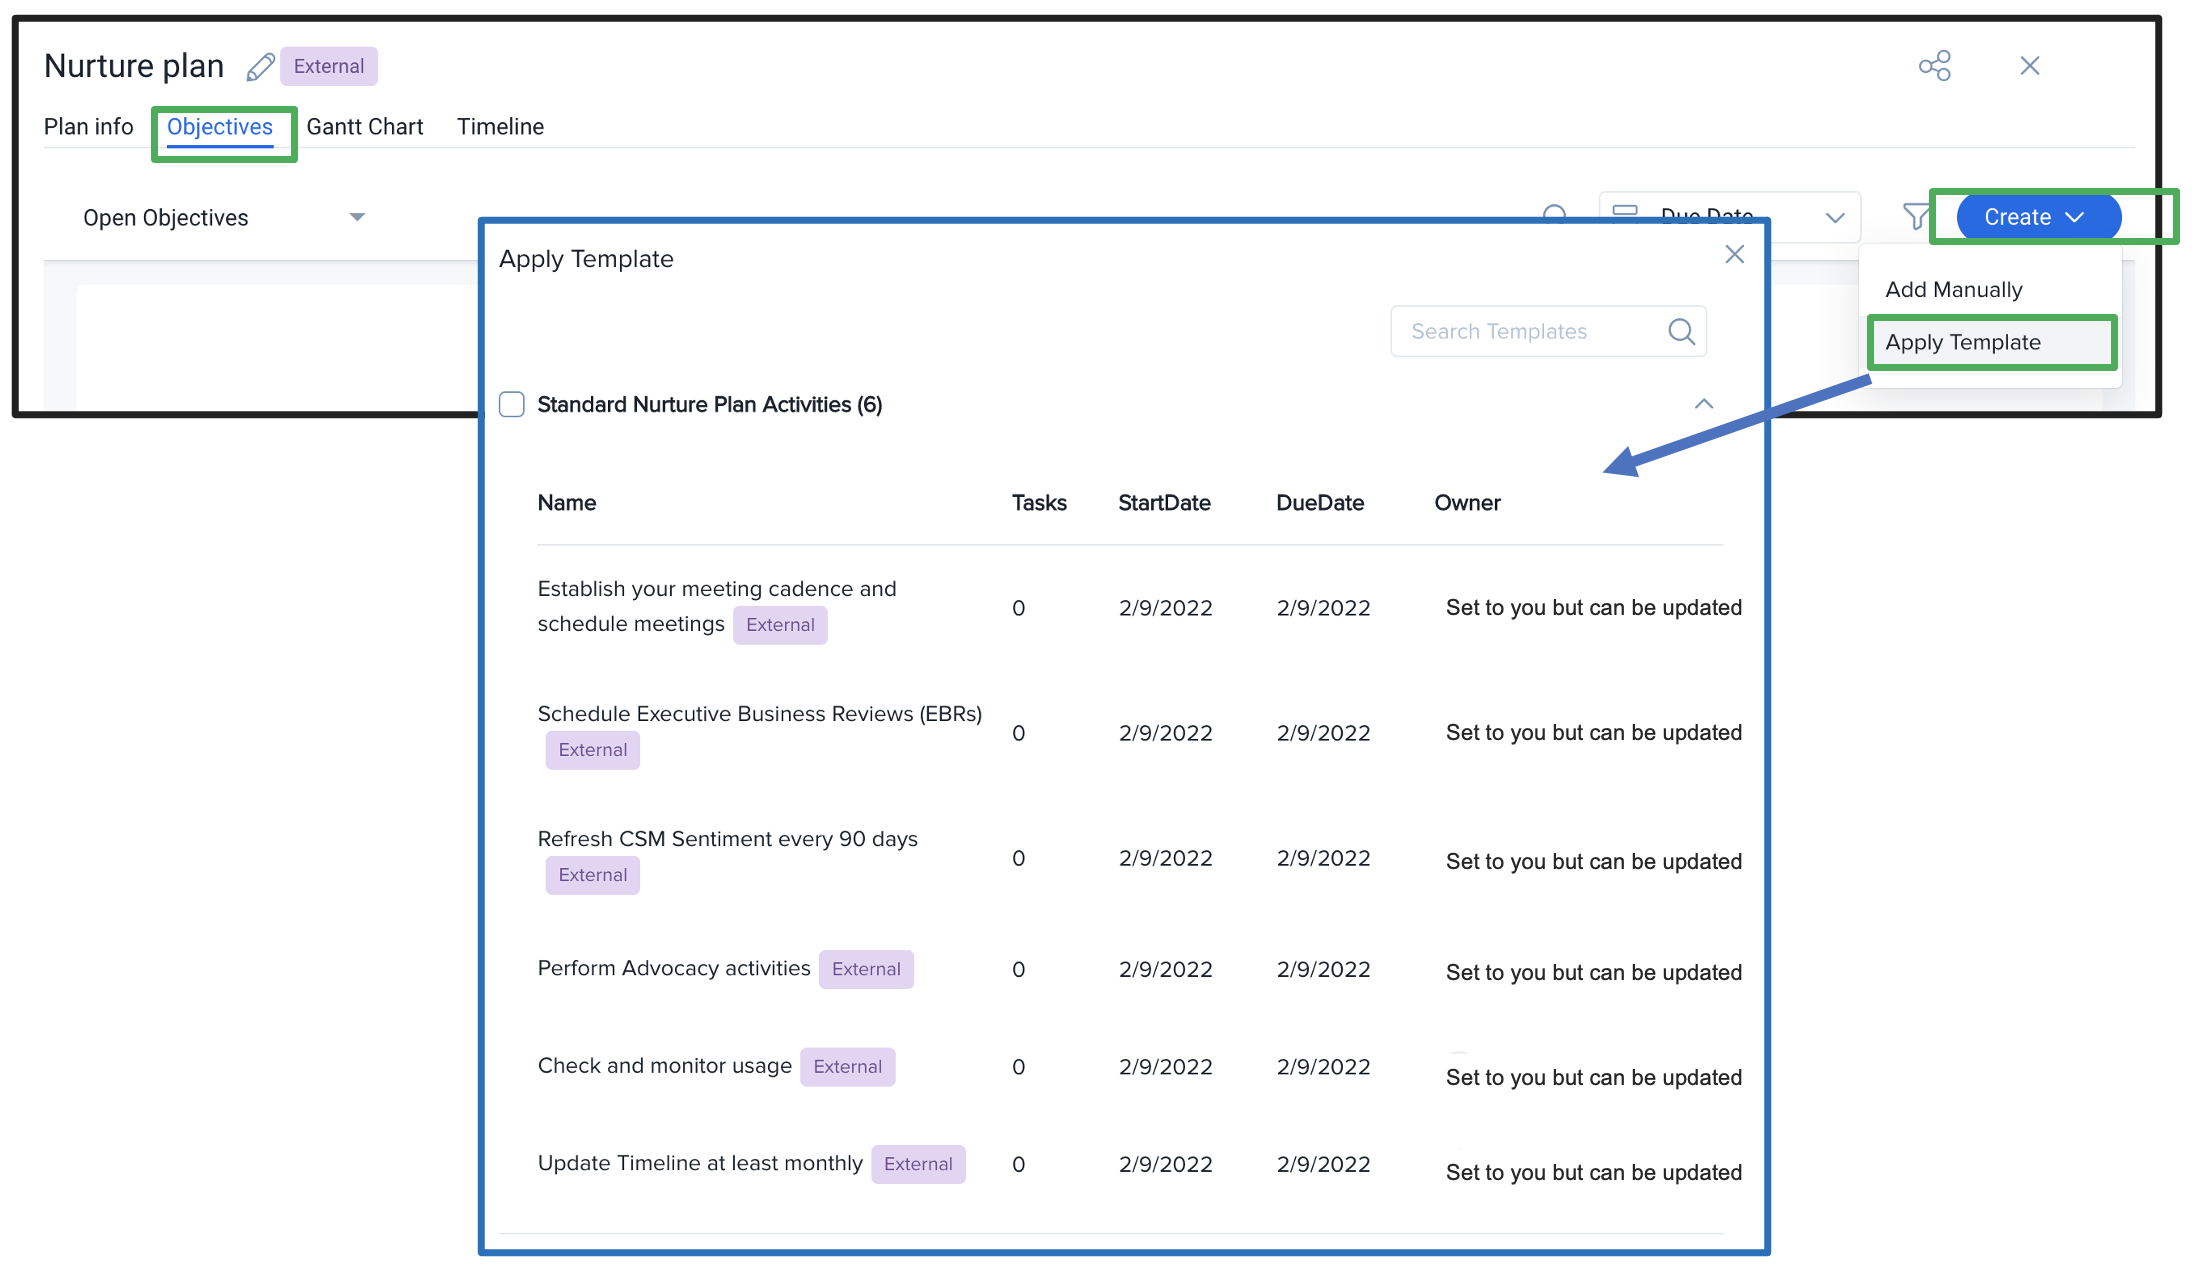 Nurture plan External
Plan info Objectives Gantt Chart Timeline
Open Objectives Due Date Create
Add Manually
Apply Template
Apply Template
Search Templates
Standard Nurture Plan Activities (6)
Name Tasks StartDate DueDate Owner
Establish your meeting cadence and
schedule meetings External 0 2/9/2022 2/9/2022 Set to you but can be updated
Schedule Executive Business Reviews (EBRs)
External 0 2/9/2022 2/9/2022 Set to you but can be updated
Refresh CSM Sentiment every 90 days
External 0 2/9/2022 2/9/2022 Set to you but can be updated
Perform Advocacy activities External 0 2/9/2022 2/9/2022 Set to you but can be updated
Check and monitor usage External 0 2/9/2022 2/9/2022 Set to you but can be updated
Update Timeline at least monthly External 0 2/9/2022 2/9/2022 Set to you but can be updated